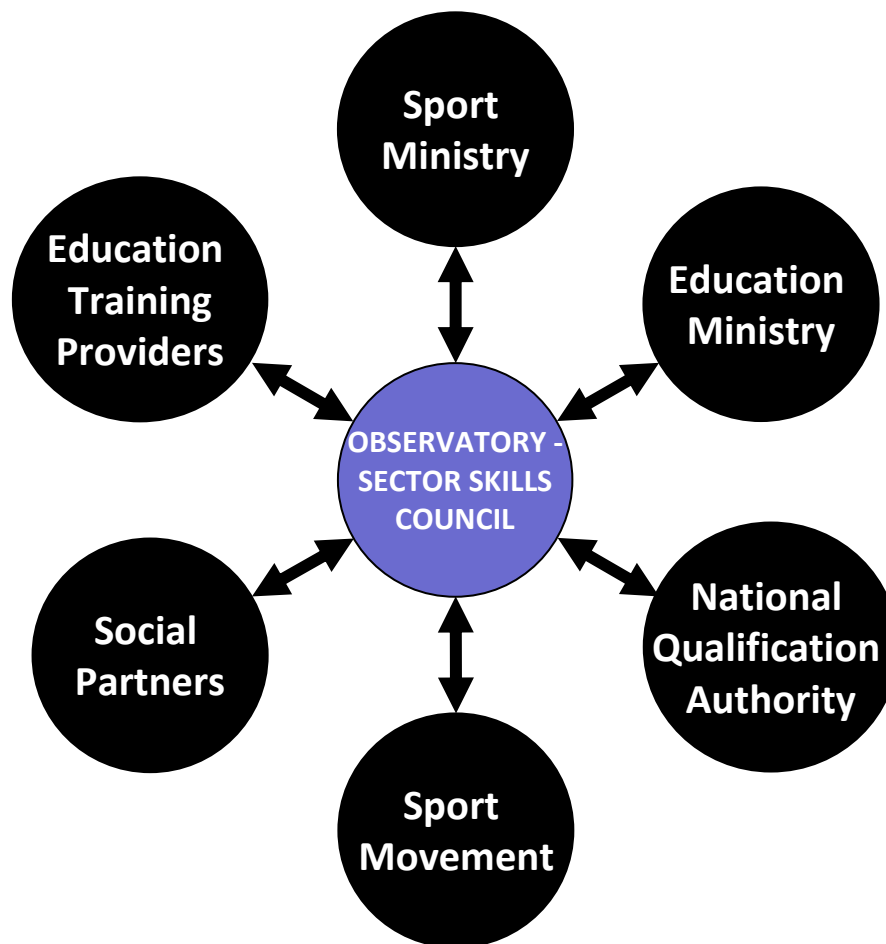 Sport
Ministry
Education
Training
Providers
Education
Ministry
OBSERVATORY -
SECTOR SKILLS
COUNCIL
Social
Partners
National
Qualification
Authority
Sport
Movement